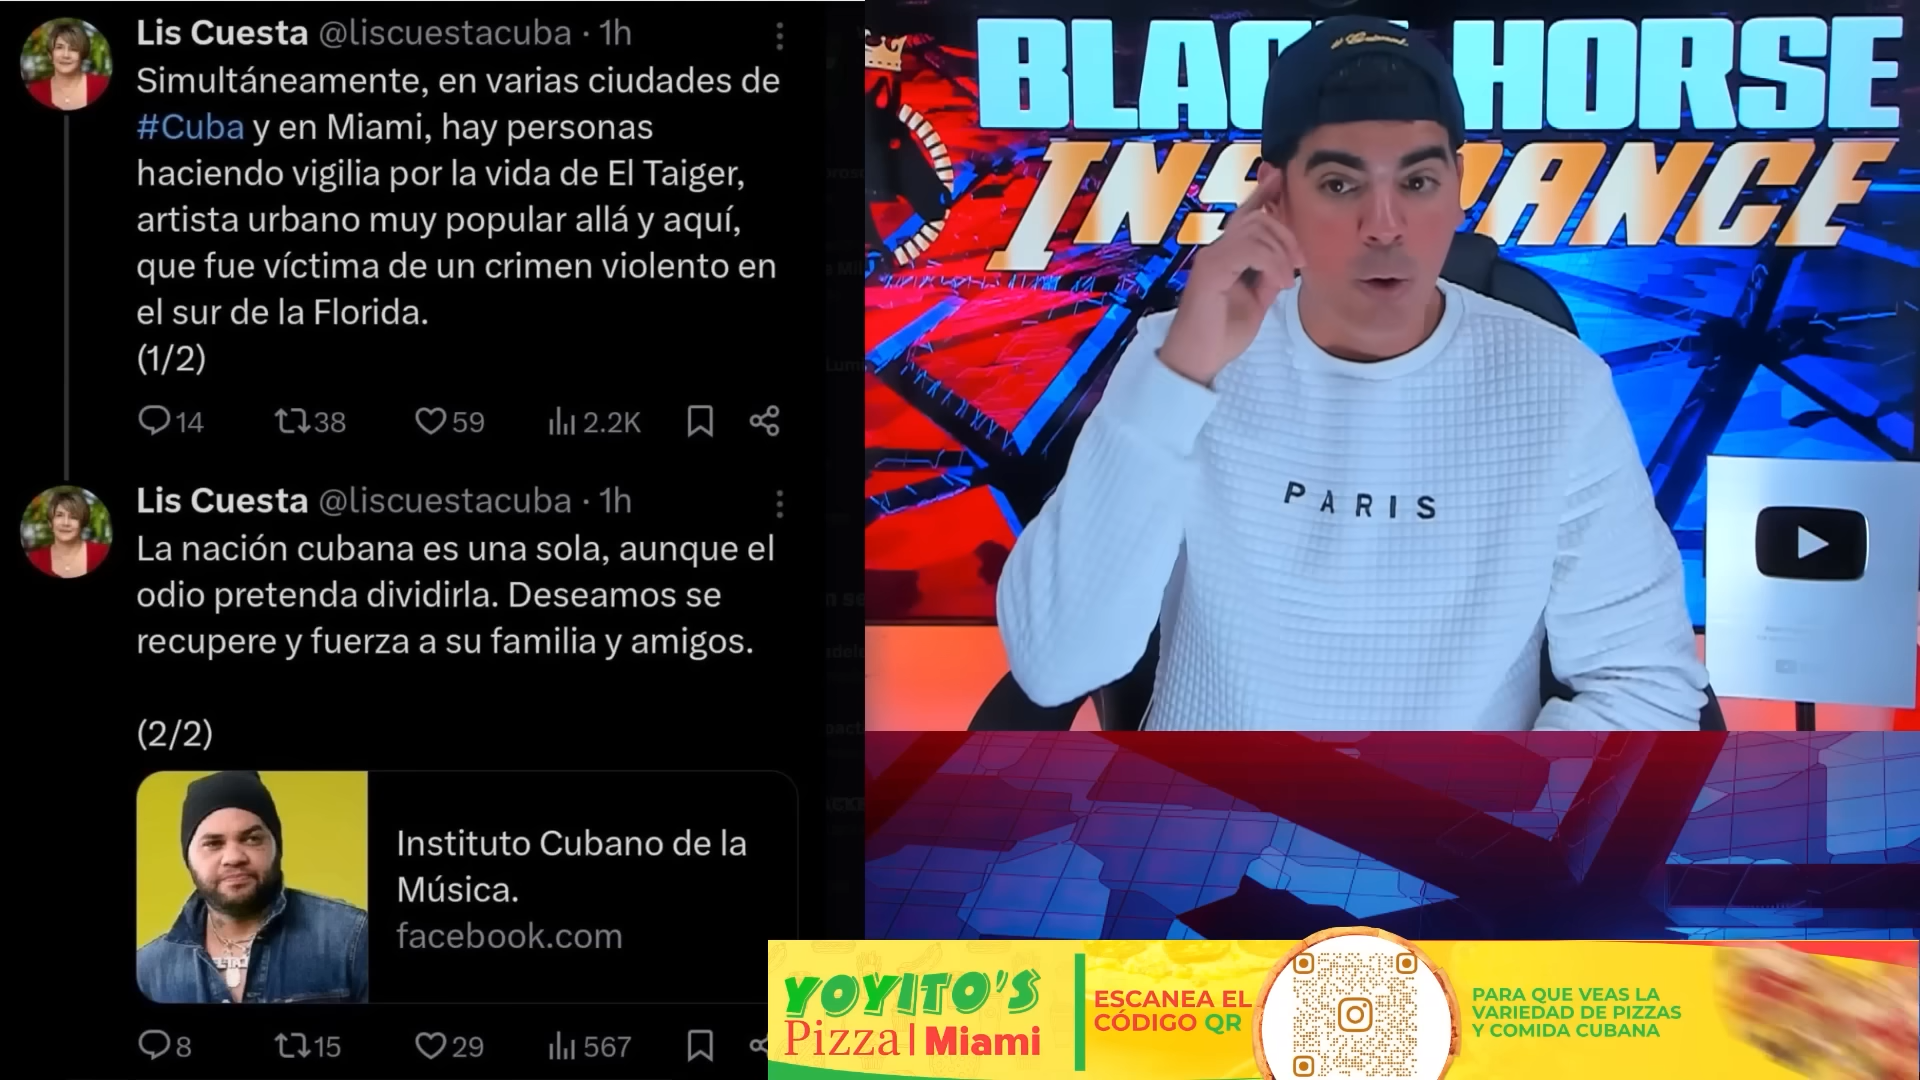 Lis Cuesta @liscuestacuba · 1h
Simultáneamente, en varias ciudades de
#Cuba y en Miami, hay personas
haciendo vigilia por la vida de El Taiger,
artista urbano muy popular allá y aquí,
que fue víctima de un crimen violento en
el sur de la Florida.
(1/2)
14 38 59 2.2K
Lis Cuesta @liscuestacuba · 1h
La nación cubana es una sola, aunque el
odio pretenda dividirla. Deseamos se
recupere y fuerza a su familia y amigos.
(2/2)
Instituto Cubano de la
Música.
facebook.com
8 15 29 567
HORSE
PARIS
YOYITO'S
Pizza | Miami
ESCANEA EL
CÓDIGO QR
PARA QUE VEAS LA
VARIEDAD DE PIZZAS
Y COMIDA CUBANA